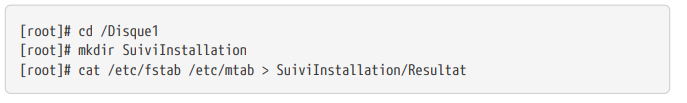 [root]# cd /Disque1
[root]# mkdir SuiviInstallation
[root]# cat /etc/fstab /etc/mtab > SuiviInstallation/Resultat